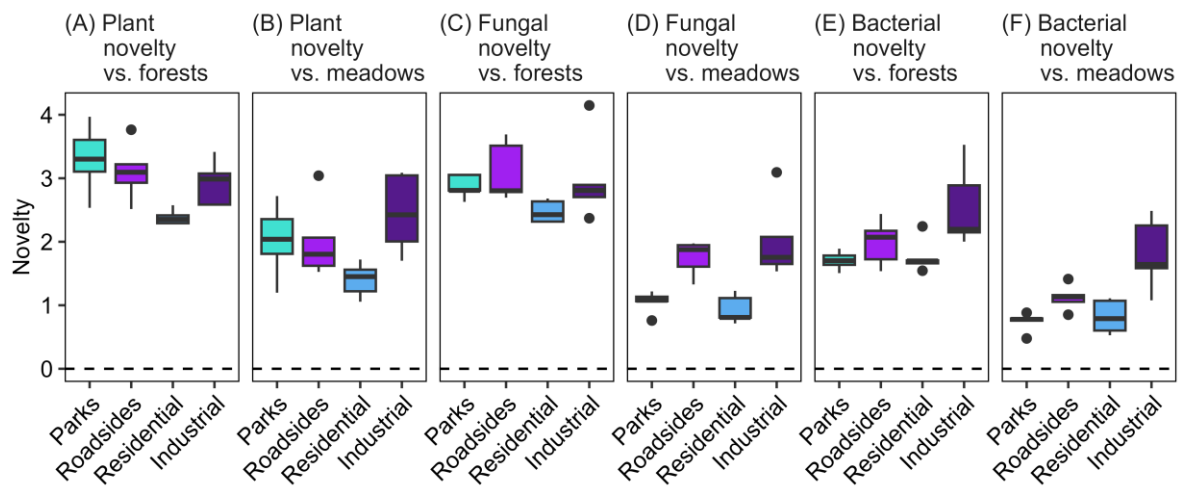 (A) Plant
novelty
vs. forests
(B) Plant
novelty
vs. meadows
(C) Fungal
novelty
vs. forests
(D) Fungal
novelty
vs. meadows
(E) Bacterial
novelty
vs. forests
(F) Bacterial
novelty
vs. meadows
Novelty
4
3
2
1
0
Parks
Roadsides
Residential
Industrial
Parks
Roadsides
Residential
Industrial
Parks
Roadsides
Residential
Industrial
Parks
Roadsides
Residential
Industrial
Parks
Roadsides
Residential
Industrial
Parks
Roadsides
Residential
Industrial